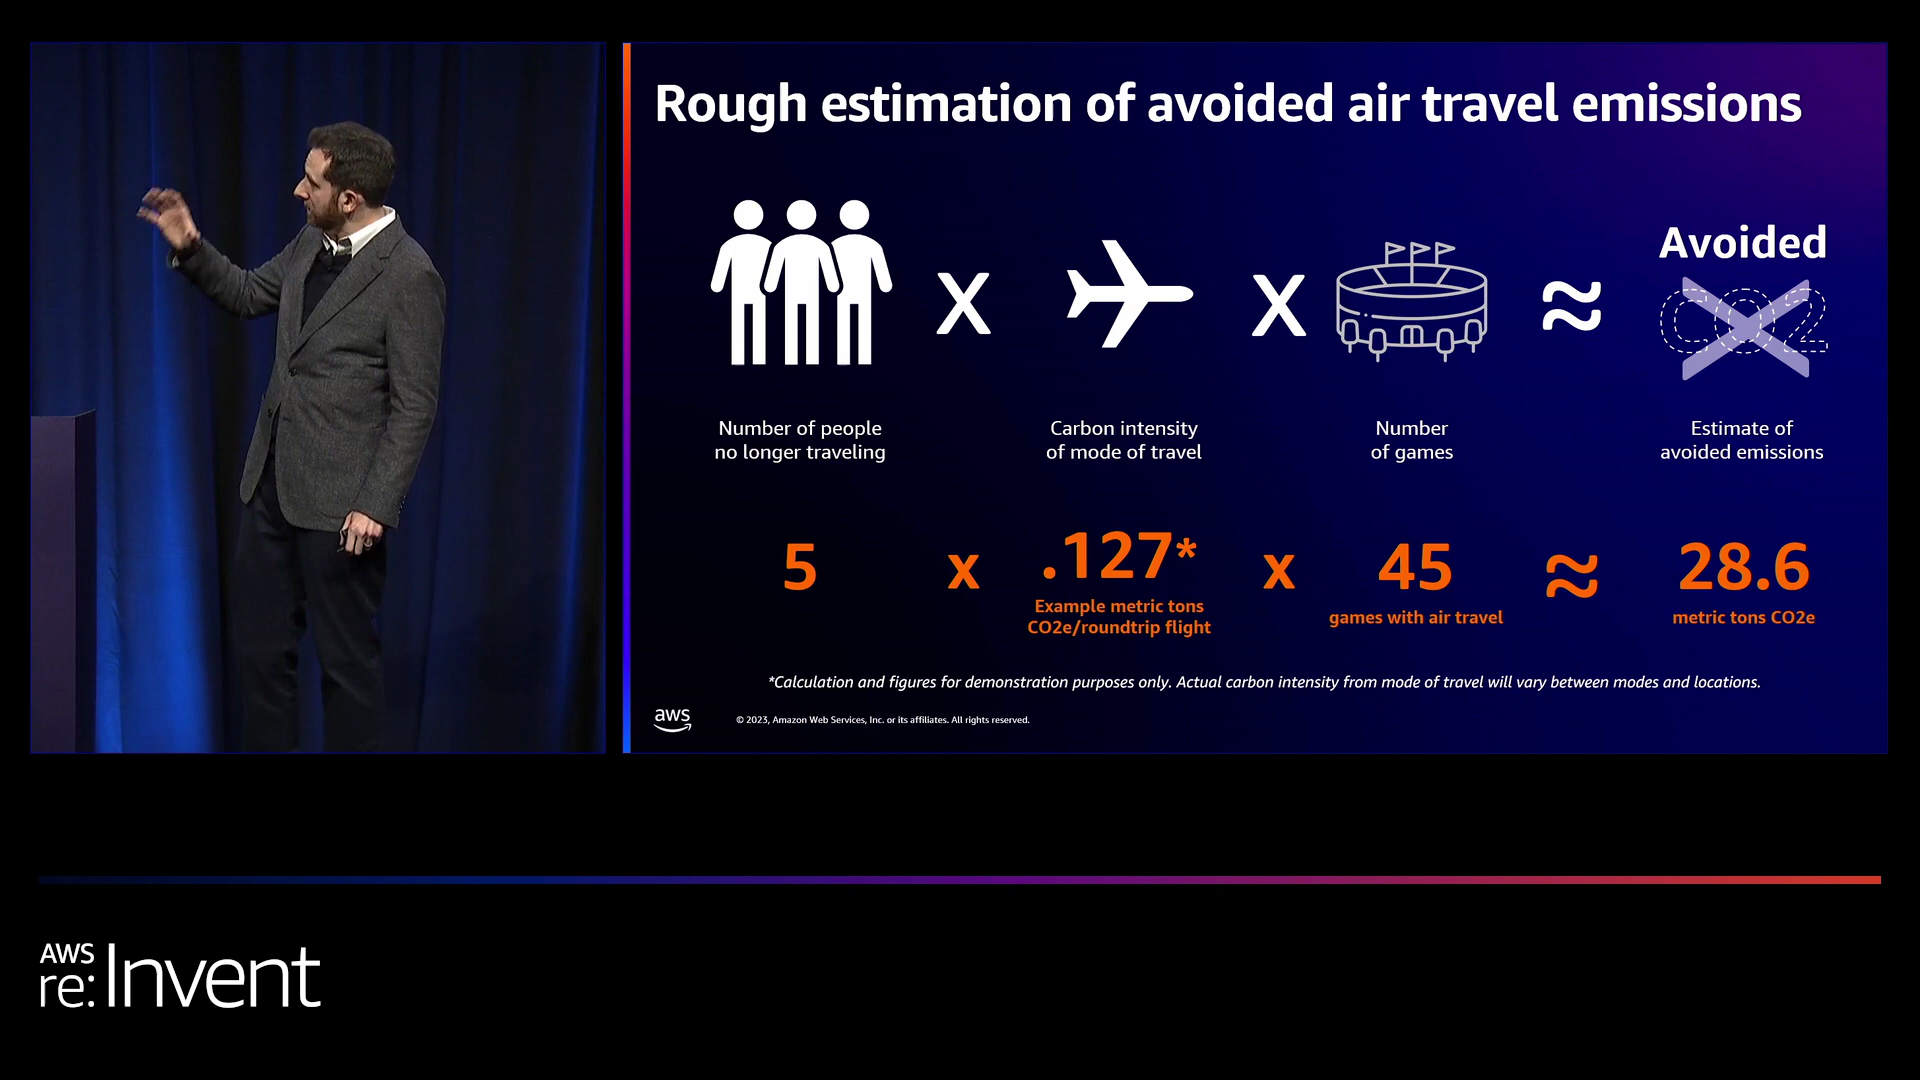 Rough estimation of avoided air travel emissions
Avoided
CO2
X
X
≈
Number of people
no longer traveling
Carbon intensity
of mode of travel
Number
of games
Estimate of
avoided emissions
5 x .127* x 45 ≈ 28.6
Example metric tons
CO2e/roundtrip flight
games with air travel
metric tons CO2e
*Calculation and figures for demonstration purposes only. Actual carbon intensity from mode of travel will vary between modes and locations.
aws
© 2023, Amazon Web Services, Inc. or its affiliates. All rights reserved.
AWS
re:Invent